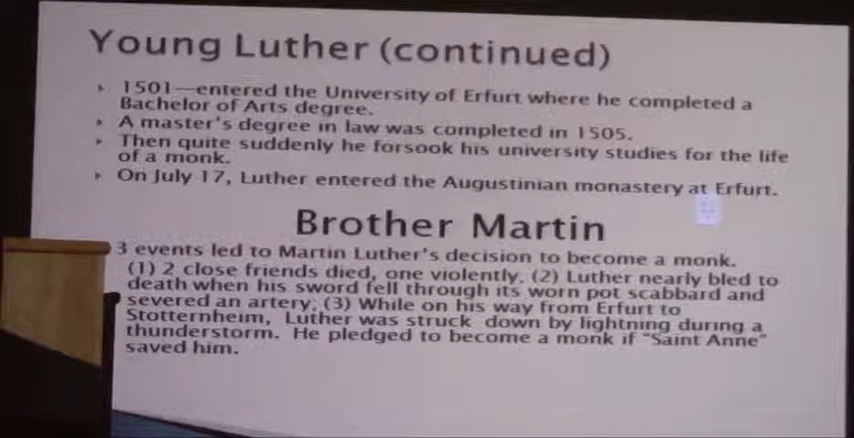 Young Luther (continued)
1501—entered the University of Erfurt where he completed a
Bachelor of Arts degree.
A master's degree in law was completed in 1505.
Then quite suddenly he forsook his university studies for the life
of a monk.
On July 17, Luther entered the Augustinian monastery at Erfurt.
Brother Martin
3 events led to Martin Luther's decision to become a monk.
(1) 2 close friends died, one violently. (2) Luther nearly bled to
death when his sword fell through its worn pot scabbard and
severed an artery; (3) While on his way from Erfurt to
Stotternheim, Luther was struck down by lightning during a
thunderstorm. He pledged to become a monk if "Saint Anne"
saved him.